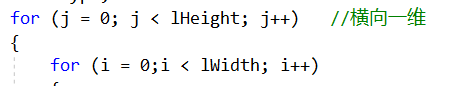 for (j = 0; j < lHeight; j++)   //横向一维
{
    for (i = 0;i < lWidth; i++)